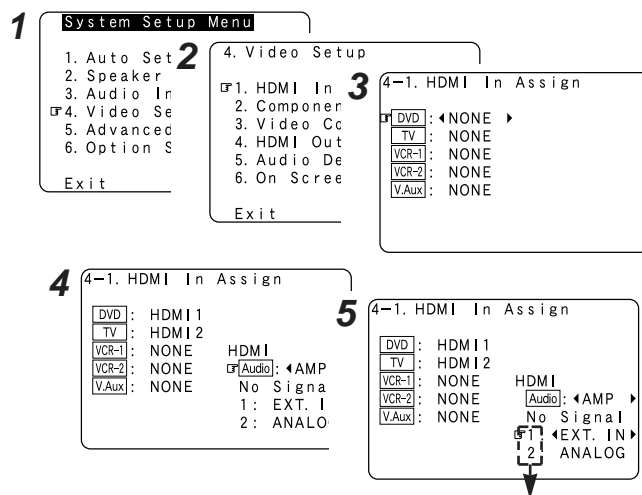 1
System Setup Menu
1. Auto Set
2. Speaker
3. Audio In
☞4. Video Se
5. Advanced
6. Option S
Exit
2
4. Video Setup
☞1. HDMI In
2. Componen
3. Video Co
4. HDMI Out
5. Audio De
6. On Scree
Exit
3
4-1. HDMI In Assign
☞DVD : ◀NONE ▶
TV : NONE
VCR-1 : NONE
VCR-2 : NONE
V.Aux : NONE
4
4-1. HDMI In Assign
DVD : HDMI1
TV : HDMI2
VCR-1 : NONE HDMI
VCR-2 : NONE ☞Audio : ◀AMP
V.Aux : NONE No Signa
1: EXT. I
2: ANALO
5
4-1. HDMI In Assign
DVD : HDMI1
TV : HDMI2
VCR-1 : NONE HDMI
VCR-2 : NONE Audio : ◀AMP ▶
V.Aux : NONE No Signal
☞1 ◀EXT. IN▶
2 ANALOG